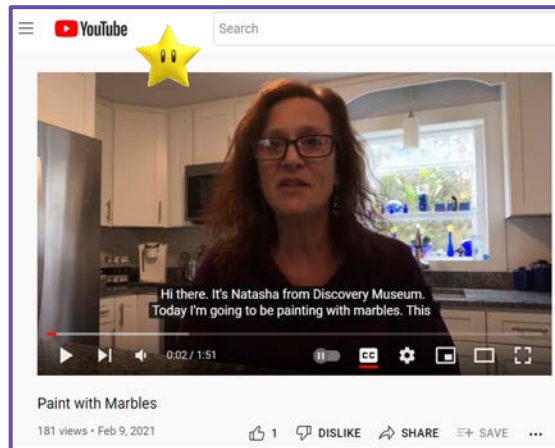 YouTube
Search
Hi there. It's Natasha from Discovery Museum.
Today I'm going to be painting with marbles. This
0:02 / 1:51
CC
Paint with Marbles
181 views • Feb 9, 2021
1 DISLIKE SHARE SAVE ...